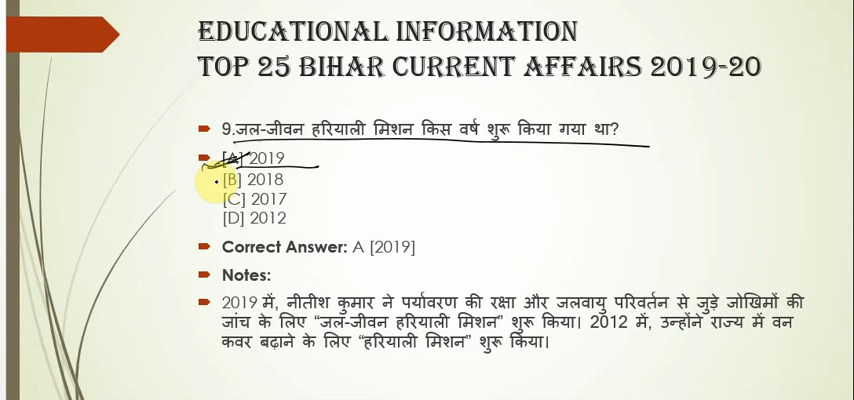 EDUCATIONAL INFORMATION
TOP 25 BIHAR CURRENT AFFAIRS 2019-20
9.जल-जीवन हरियाली मिशन किस वर्ष शुरू किया गया था?
[A] 2019
[B] 2018
[C] 2017
[D] 2012
Correct Answer: A [2019]
Notes:
2019 में, नीतीश कुमार ने पर्यावरण की रक्षा और जलवायु परिवर्तन से जुड़े जोखिमों की
जांच के लिए “जल-जीवन हरियाली मिशन” शुरू किया। 2012 में, उन्होंने राज्य में वन
कवर बढ़ाने के लिए “हरियाली मिशन” शुरू किया।